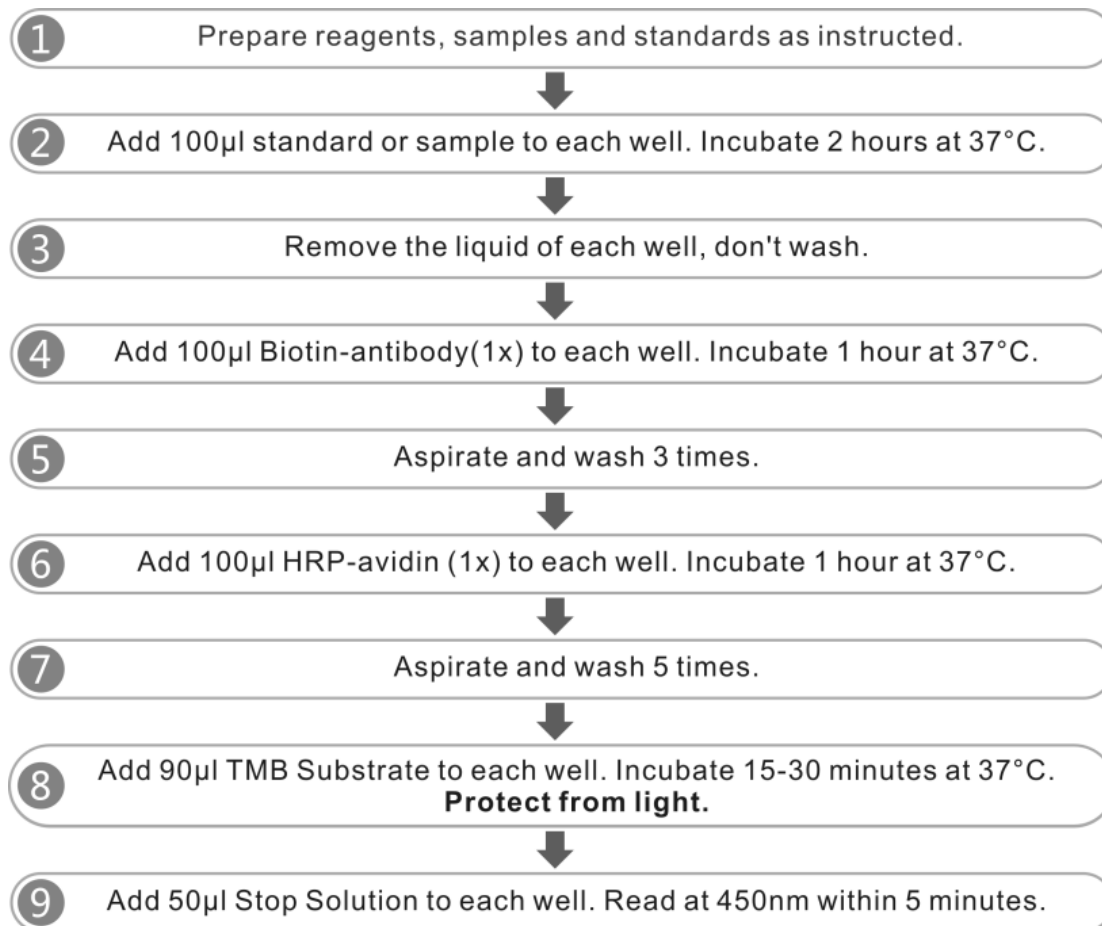 1 Prepare reagents, samples and standards as instructed.
2 Add 100µl standard or sample to each well. Incubate 2 hours at 37°C.
3 Remove the liquid of each well, don't wash.
4 Add 100µl Biotin-antibody(1x) to each well. Incubate 1 hour at 37°C.
5 Aspirate and wash 3 times.
6 Add 100µl HRP-avidin (1x) to each well. Incubate 1 hour at 37°C.
7 Aspirate and wash 5 times.
8 Add 90µl TMB Substrate to each well. Incubate 15-30 minutes at 37°C.
Protect from light.
9 Add 50µl Stop Solution to each well. Read at 450nm within 5 minutes.